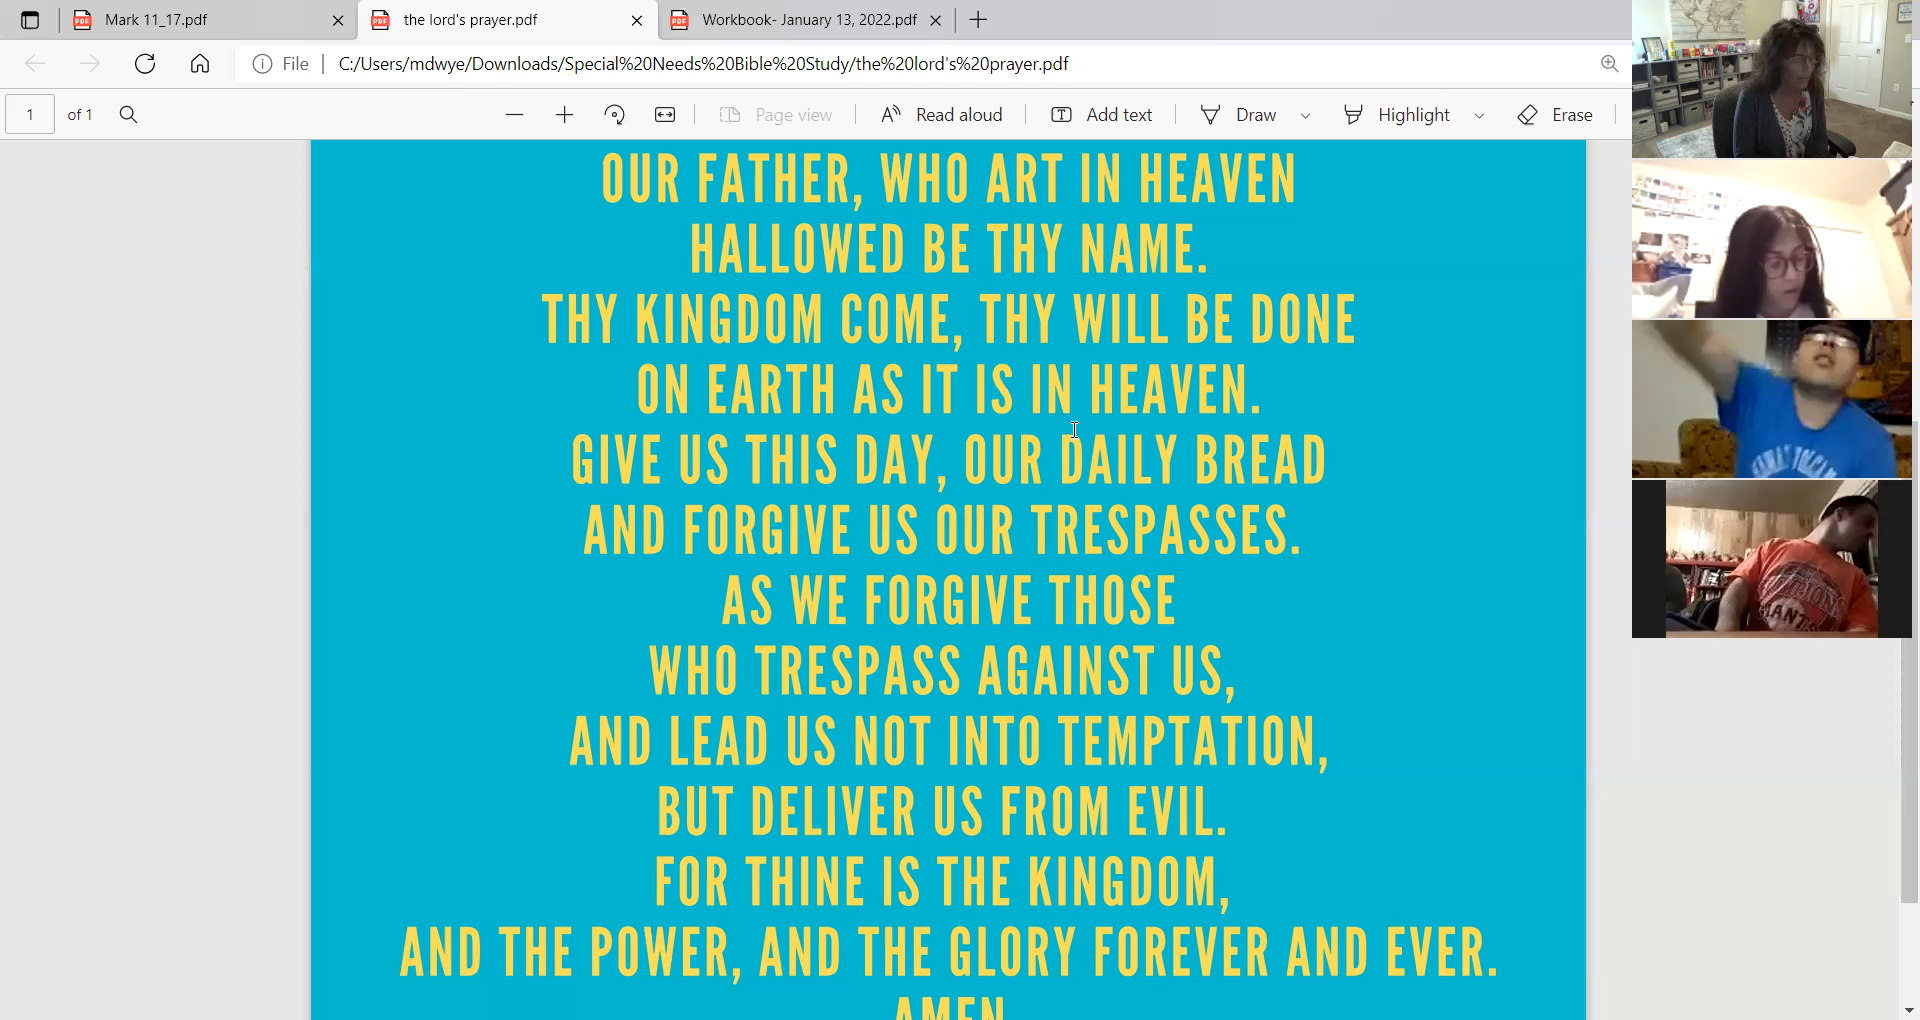 Mark 11_17.pdf
the lord's prayer.pdf
Workbook- January 13, 2022.pdf
File
C:/Users/mdwye/Downloads/Special%20Needs%20Bible%20Study/the%20lord's%20prayer.pdf
1 of 1
Page view
Read aloud
Add text
Draw
Highlight
Erase
OUR FATHER, WHO ART IN HEAVEN
HALLOWED BE THY NAME.
THY KINGDOM COME, THY WILL BE DONE
ON EARTH AS IT IS IN HEAVEN.
GIVE US THIS DAY, OUR DAILY BREAD
AND FORGIVE US OUR TRESPASSES.
AS WE FORGIVE THOSE
WHO TRESPASS AGAINST US,
AND LEAD US NOT INTO TEMPTATION,
BUT DELIVER US FROM EVIL.
FOR THINE IS THE KINGDOM,
AND THE POWER, AND THE GLORY FOREVER AND EVER.
AMEN